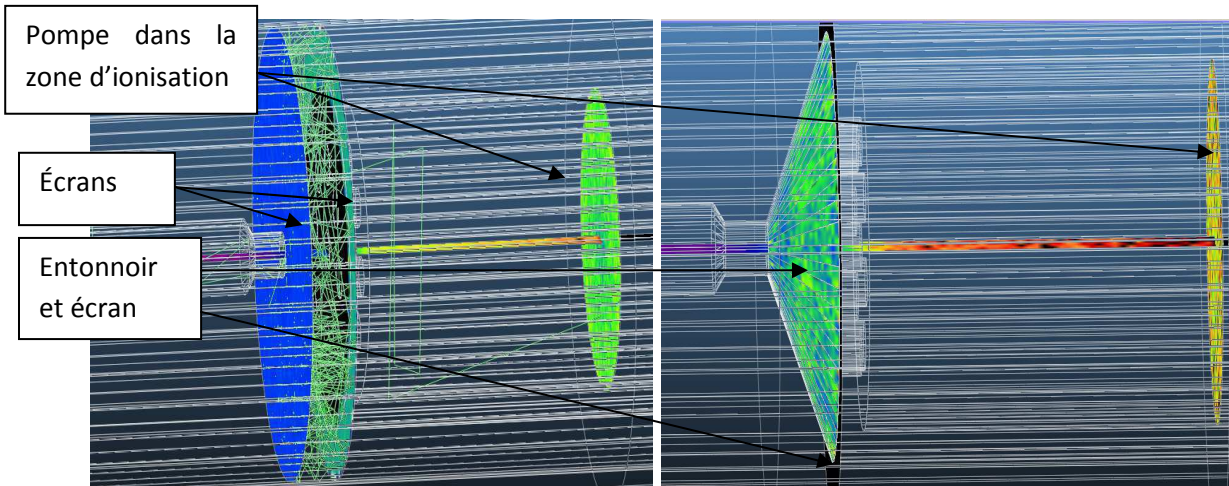 Pompe dans la
zone d’ionisation
Écrans
Entonnoir
et écran